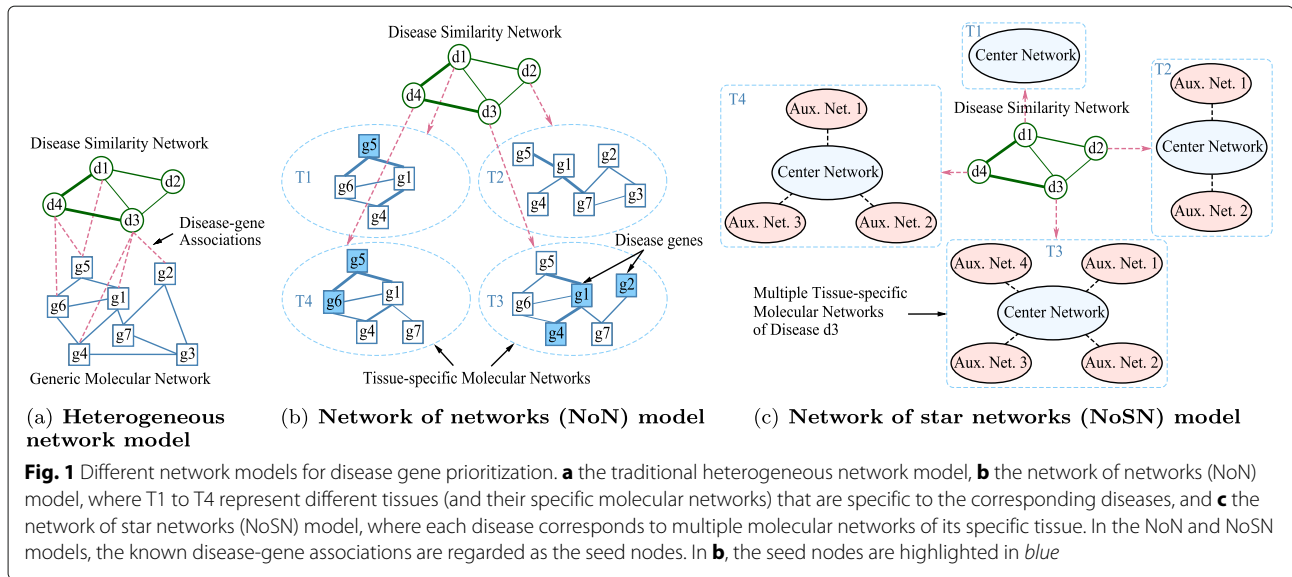 Disease Similarity Network
d1
d2
d4
d3
Disease-gene
Associations
g5
g2
g6
g1
g7
g4
g3
Generic Molecular Network
(a) Heterogeneous
network model
Disease Similarity Network
d1
d2
d4
d3
T1
g5
g6
g1
g4
T2
g5
g1
g2
g4
g7
g3
Disease genes
T4
g5
g6
g1
g4
g7
T3
g5
g6
g1
g2
g4
g7
Tissue-specific Molecular Networks
(b) Network of networks (NoN) model
T1
Center Network
T2
Aux. Net. 1
Center Network
Aux. Net. 2
T4
Aux. Net. 1
Center Network
Aux. Net. 3
Aux. Net. 2
Disease Similarity Network
d1
d2
d4
d3
T3
Aux. Net. 4
Aux. Net. 1
Center Network
Aux. Net. 3
Aux. Net. 2
Multiple Tissue-specific
Molecular Networks
of Disease d3
(c) Network of star networks (NoSN) model
Fig. 1 Different network models for disease gene prioritization. a the traditional heterogeneous network model, b the network of networks (NoN)
model, where T1 to T4 represent different tissues (and their specific molecular networks) that are specific to the corresponding diseases, and c the
network of star networks (NoSN) model, where each disease corresponds to multiple molecular networks of its specific tissue. In the NoN and NoSN
models, the known disease-gene associations are regarded as the seed nodes. In b, the seed nodes are highlighted in blue